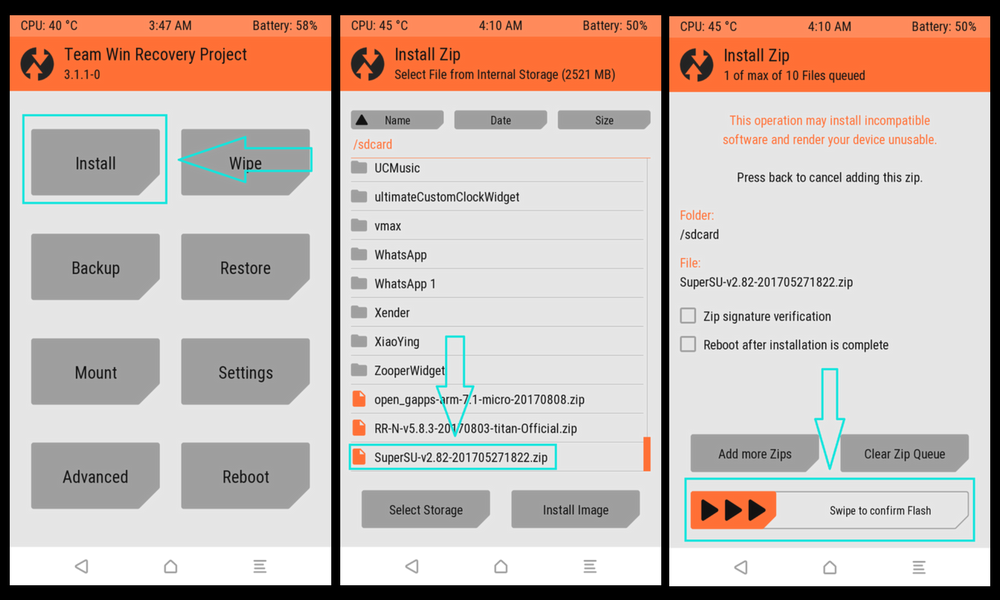 CPU: 40 °C 3:47 AM Battery: 58%
Team Win Recovery Project
3.1.1-0
Install Wipe
Backup Restore
Mount Settings
Advanced Reboot
CPU: 45 °C 4:10 AM Battery: 50%
Install Zip
Select File from Internal Storage (2521 MB)
Name Date Size
/sdcard
UCMusic
ultimateCustomClockWidget
vmax
WhatsApp
WhatsApp 1
Xender
XiaoYing
ZooperWidget
open_gapps-arm-7.1-micro-20170808.zip
RR-N-v5.8.3-20170803-titan-Official.zip
SuperSU-v2.82-201705271822.zip
Select Storage Install Image
CPU: 45 °C 4:10 AM Battery: 50%
Install Zip
1 of max of 10 Files queued
This operation may install incompatible
software and render your device unusable.
Press back to cancel adding this zip.
Folder:
/sdcard
File:
SuperSU-v2.82-201705271822.zip
Zip signature verification
Reboot after installation is complete
Add more Zips Clear Zip Queue
Swipe to confirm Flash